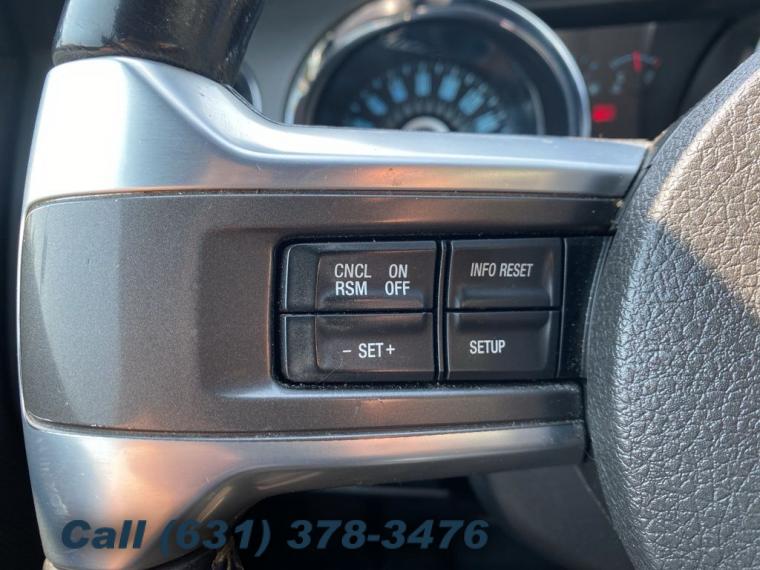 CNCL ON
RSM OFF
INFO RESET
- SET +
SETUP
Call (631) 378-3476